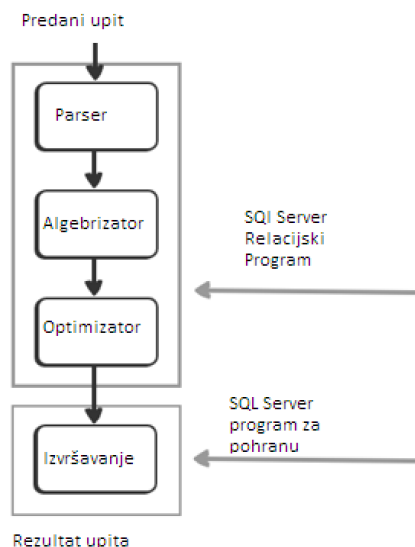 Predani upit
Parser
Algebrizator
SQl Server
Relacijski
Program
Optimizator
SQL Server
program za
pohranu
Izvršavanje
Rezultat upita